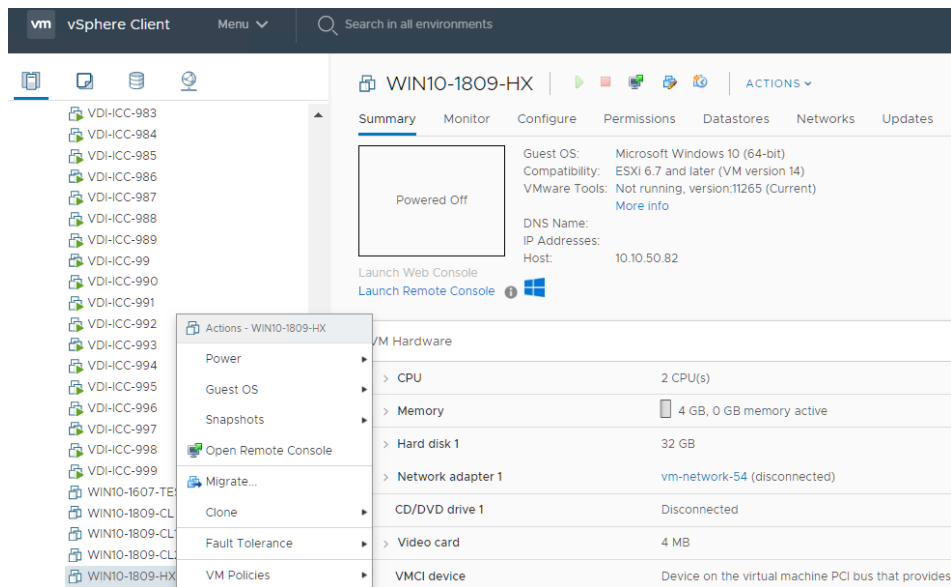 vm vSphere Client Menu Search in all environments
VDI-ICC-983
VDI-ICC-984
VDI-ICC-985
VDI-ICC-986
VDI-ICC-987
VDI-ICC-988
VDI-ICC-989
VDI-ICC-99
VDI-ICC-990
VDI-ICC-991
VDI-ICC-992
VDI-ICC-993
VDI-ICC-994
VDI-ICC-995
VDI-ICC-996
VDI-ICC-997
VDI-ICC-998
VDI-ICC-999
WIN10-1607-TES
WIN10-1809-CL
WIN10-1809-CL
WIN10-1809-CL
WIN10-1809-HX
Actions - WIN10-1809-HX
Power
Guest OS
Snapshots
Open Remote Console
Migrate...
Clone
Fault Tolerance
VM Policies
WIN10-1809-HX ACTIONS
Summary Monitor Configure Permissions Datastores Networks Updates
Powered Off
Launch Web Console
Launch Remote Console
Guest OS: Microsoft Windows 10 (64-bit)
Compatibility: ESXi 6.7 and later (VM version 14)
VMware Tools: Not running, version:11265 (Current)
More info
DNS Name:
IP Addresses:
Host: 10.10.50.82
VM Hardware
CPU 2 CPU(s)
Memory 4 GB, 0 GB memory active
Hard disk 1 32 GB
Network adapter 1 vm-network-54 (disconnected)
CD/DVD drive 1 Disconnected
Video card 4 MB
VMCI device Device on the virtual machine PCI bus that provides